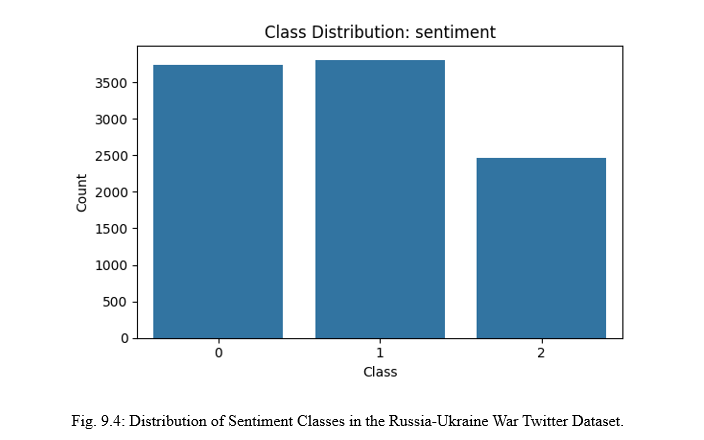 Class Distribution: sentiment
3500
3000
2500
2000
1500
1000
500
0
Count
0 1 2
Class
Fig. 9.4: Distribution of Sentiment Classes in the Russia-Ukraine War Twitter Dataset.